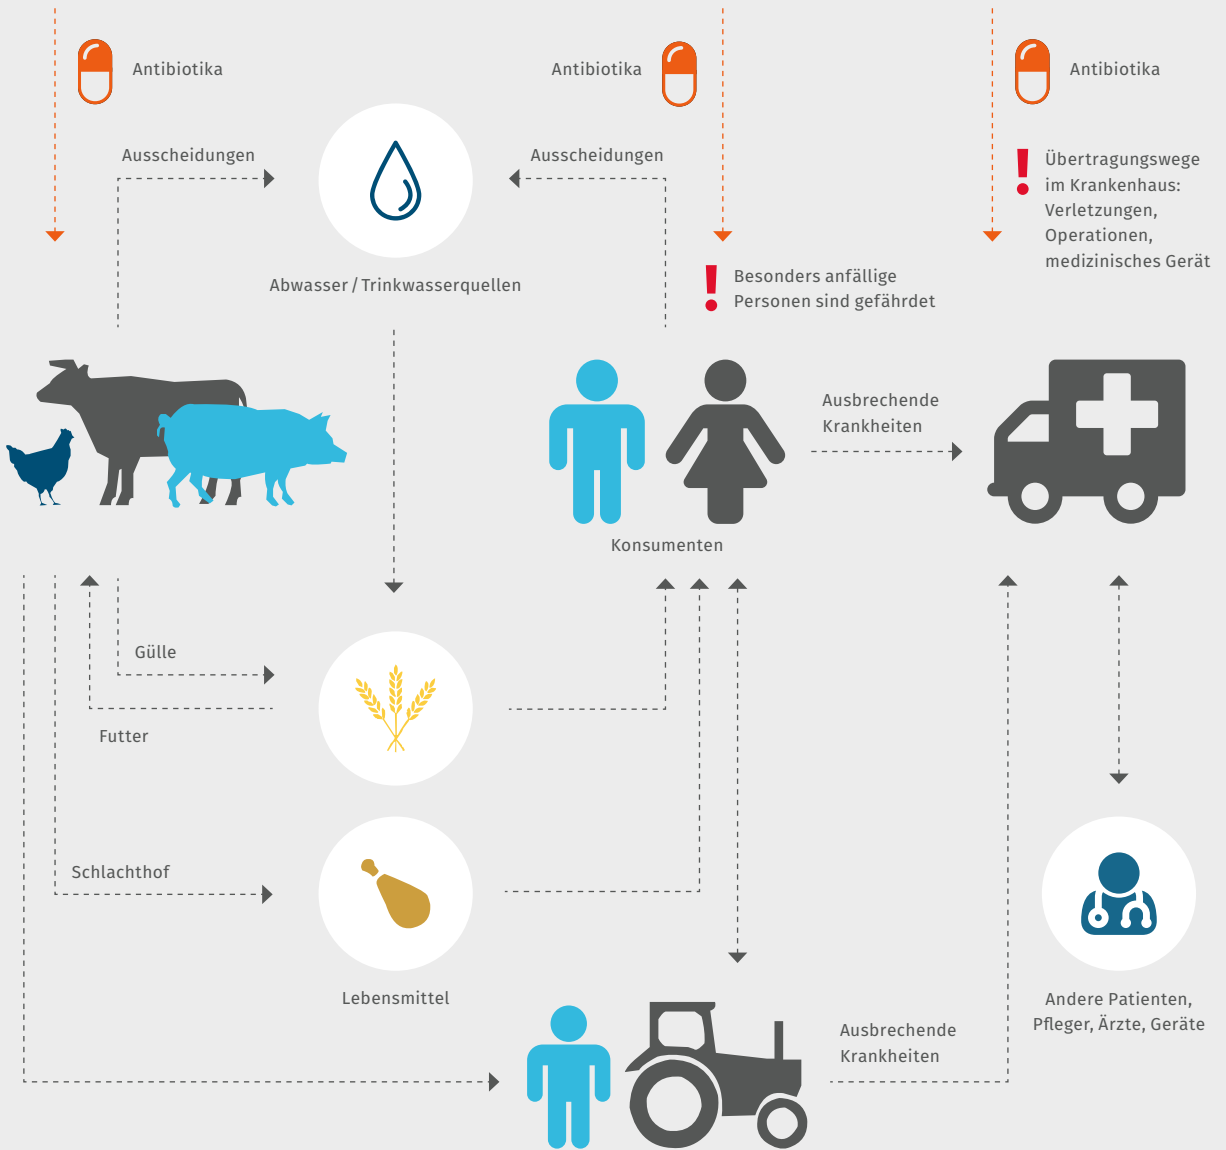 Antibiotika
Antibiotika
Antibiotika
Ausscheidungen
Ausscheidungen
Übertragungswege
im Krankenhaus:
Verletzungen,
Operationen,
medizinisches Gerät
Abwasser / Trinkwasserquellen
Besonders anfällige
Personen sind gefährdet
Ausbrechende
Krankheiten
Konsumenten
Gülle
Futter
Schlachthof
Lebensmittel
Andere Patienten,
Pfleger, Ärzte, Geräte
Ausbrechende
Krankheiten